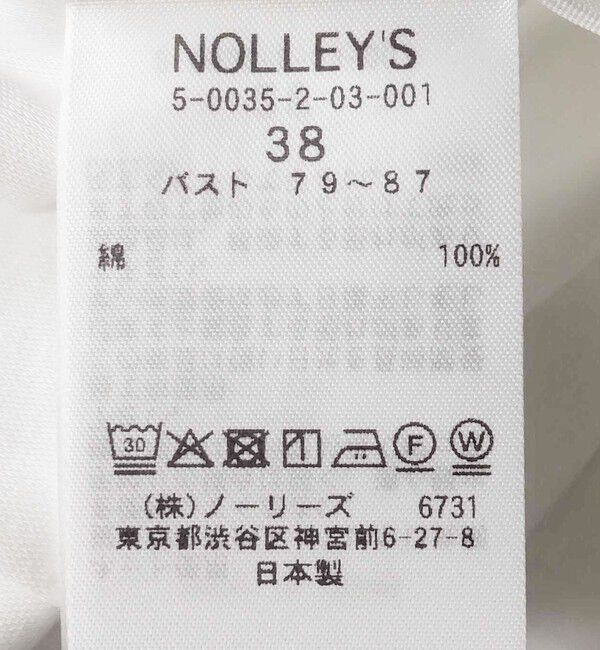 NOLLEY'S
5-0035-2-03-001
38
バスト 79～87
綿 100%
30 F W
(株)ノーリーズ 6731
東京都渋谷区神宮前6-27-8
日本製